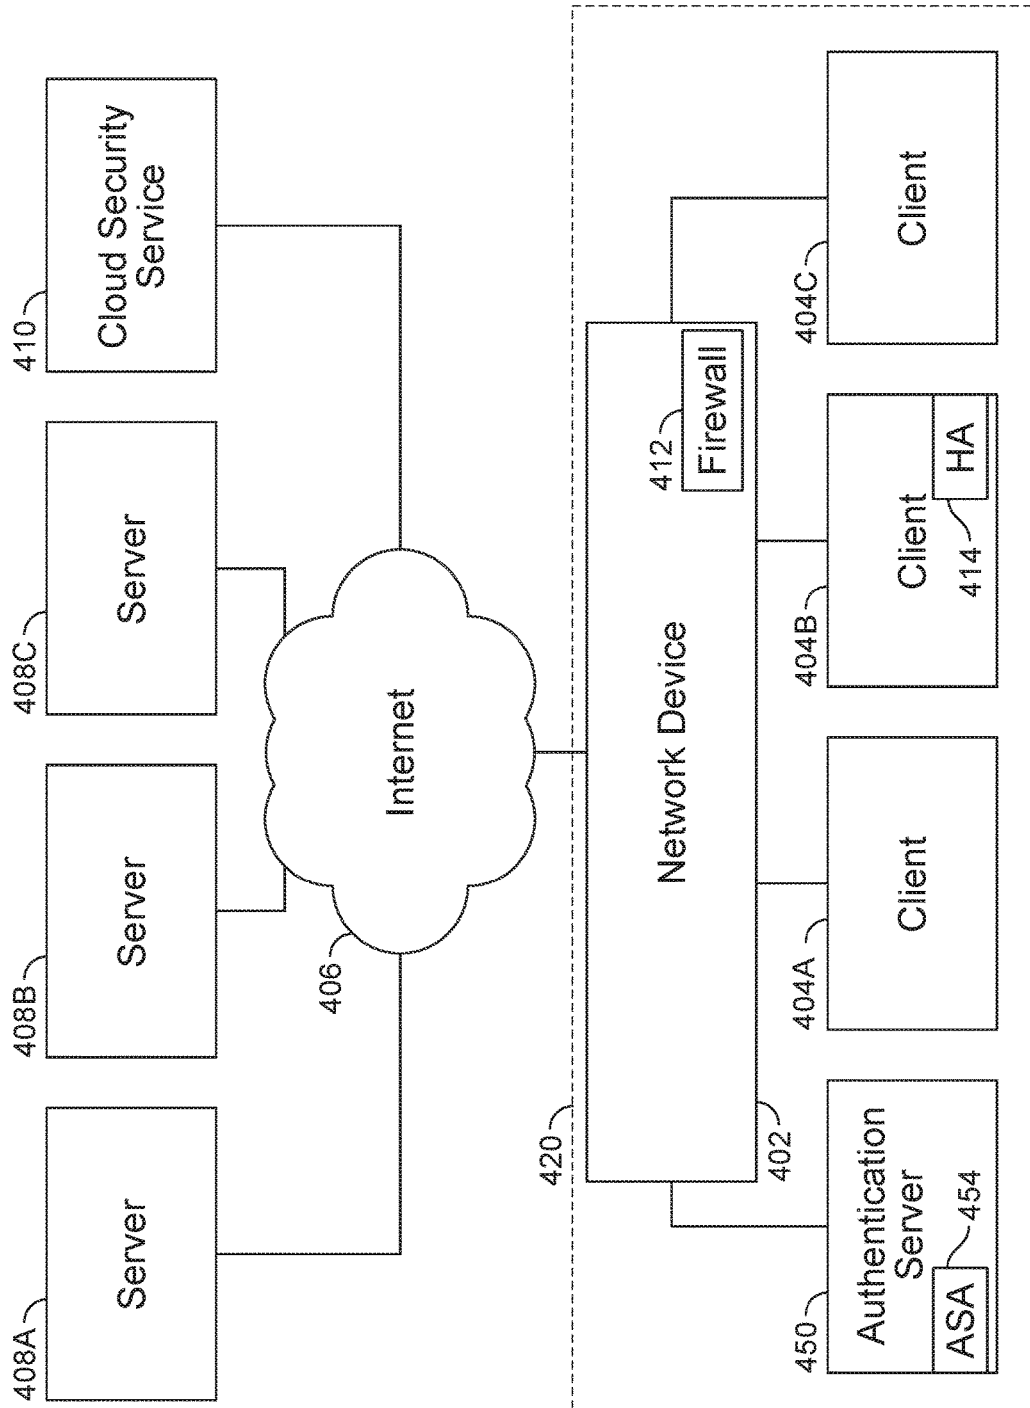 408A
Server
408B
Server
408C
Server
410
Cloud Security
Service
406
Internet
420
402
Network Device
412
Firewall
450
Authentication
Server
ASA
454
404A
Client
404B
Client
414
HA
404C
Client